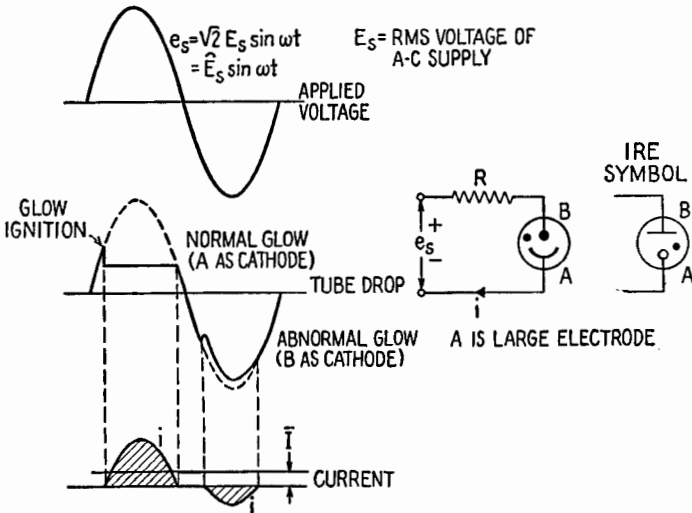 e_s=√2 E_s sin ωt
= Ê_s sin ωt
E_s = RMS VOLTAGE OF
A-C SUPPLY
APPLIED
VOLTAGE
GLOW
IGNITION
NORMAL GLOW
(A AS CATHODE)
TUBE DROP
ABNORMAL GLOW
(B AS CATHODE)
i
Ī
CURRENT
i
R
B
+
e_s
−
A
i
A IS LARGE ELECTRODE
IRE
SYMBOL
B
A